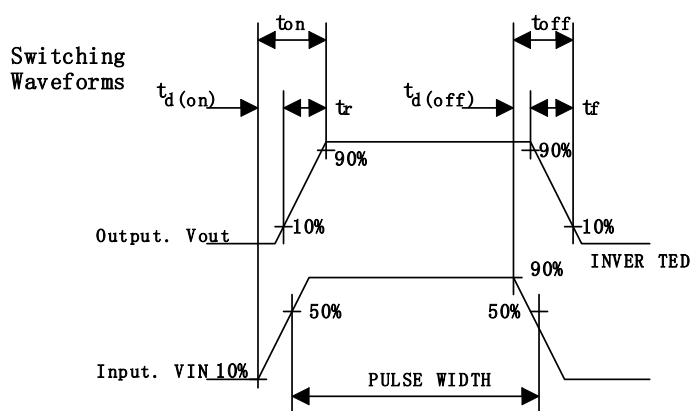 ton
toff
Switching
Waveforms
td(on)
tr
td(off)
tf
90%
90%
10%
10%
Output. Vout
INVER TED
90%
50%
50%
Input. VIN 10%
PULSE WIDTH